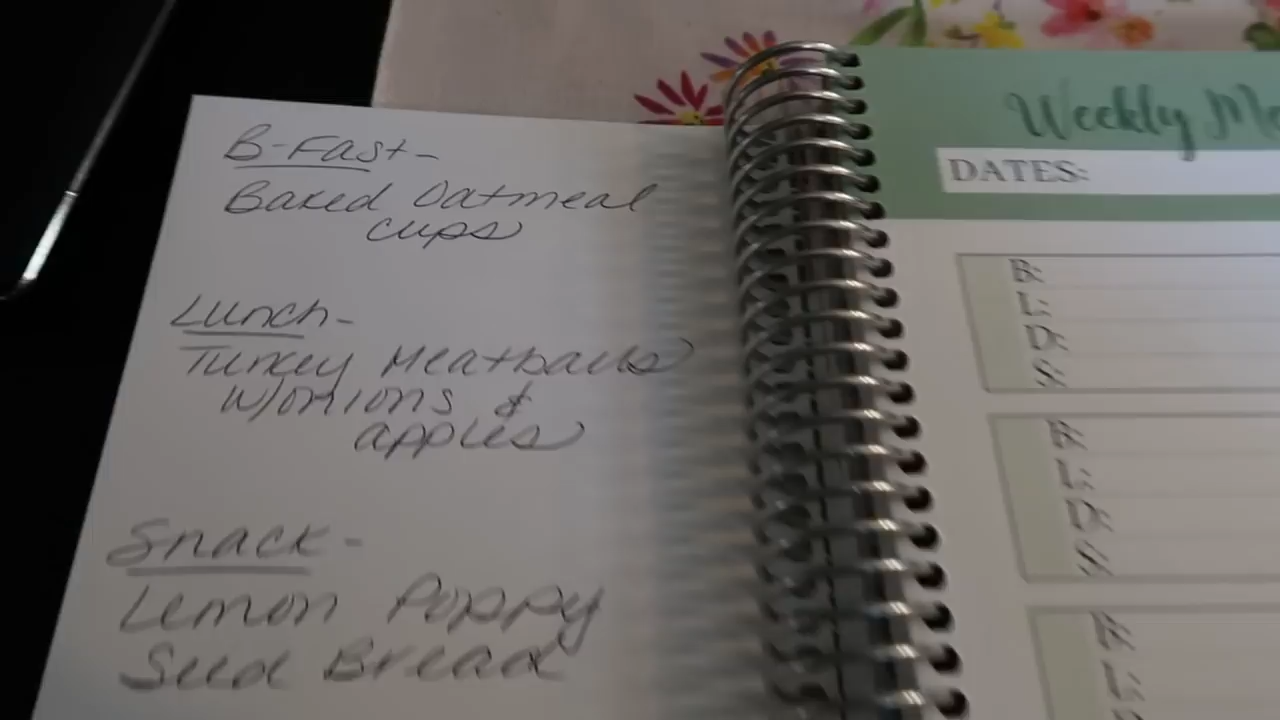 B-Fast-
Baked Oatmeal
cups
Lunch-
Turkey Meatballs
w/onions &
apples
Snack-
Lemon Poppy
Seed Bread
Weekly Me
DATES:
B:
L:
D:
S:
B:
L:
D:
S:
B:
L: